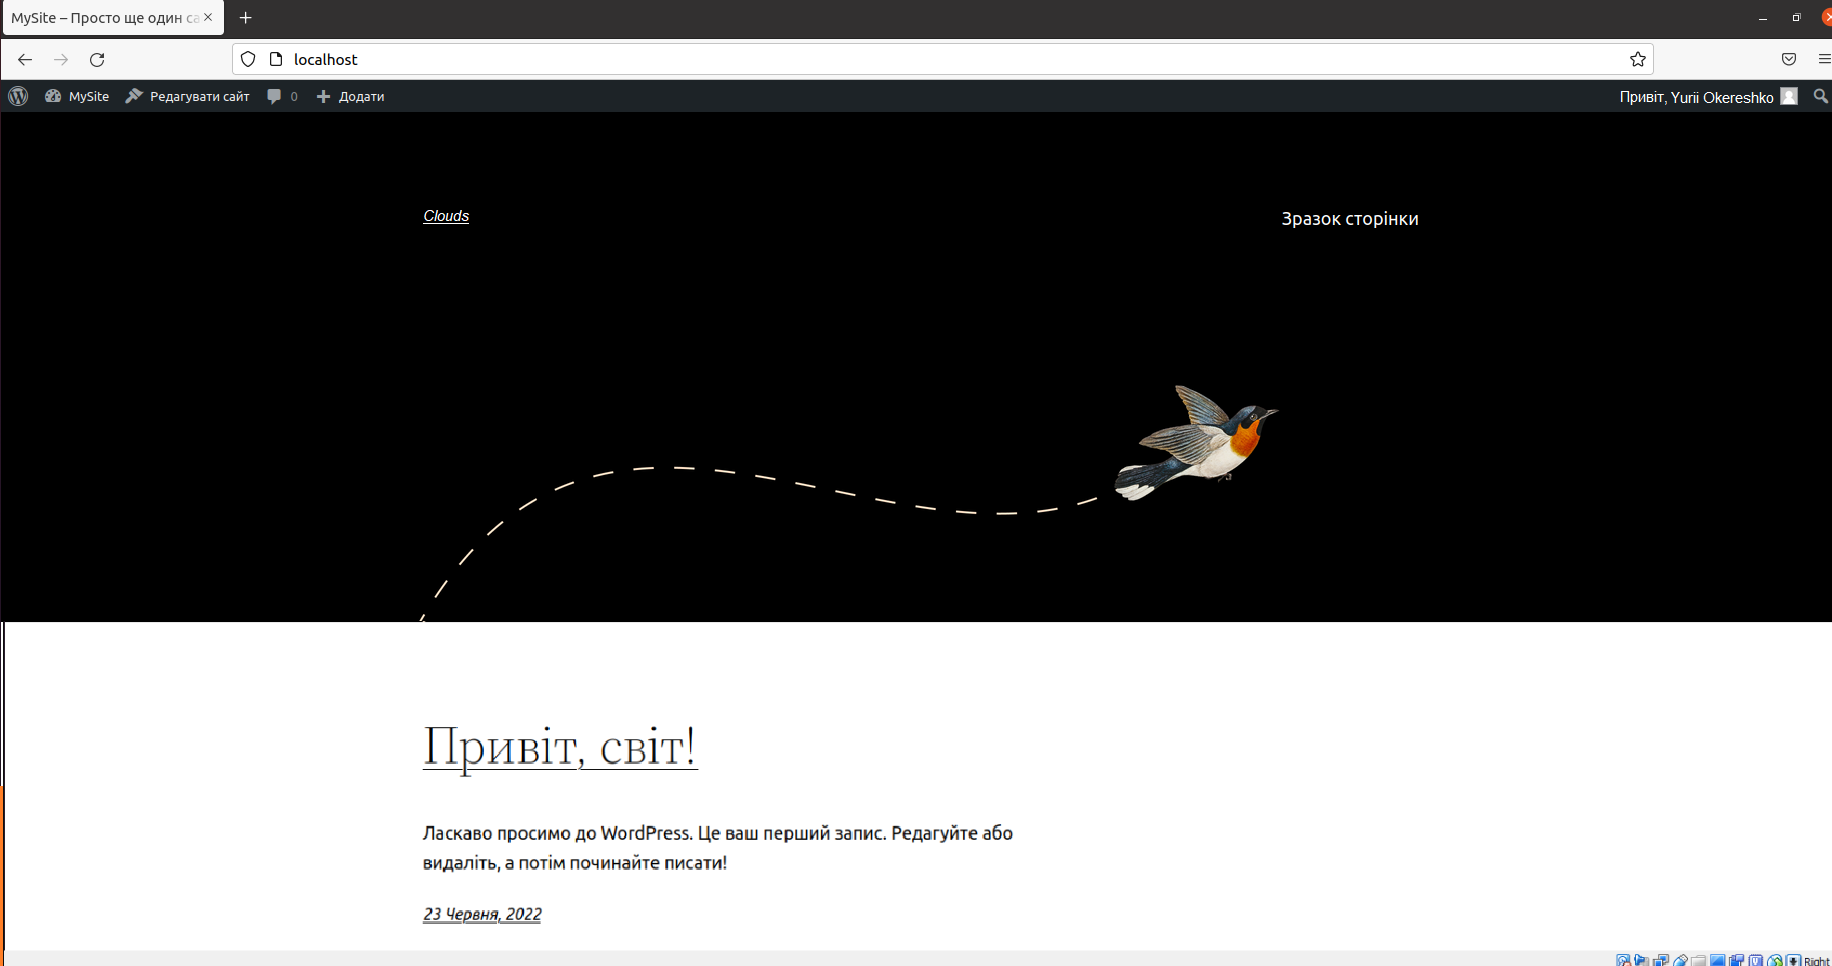 MySite – Просто ще один са
localhost
MySite Редагувати сайт 0 Додати Привіт, Yurii Okereshko
Clouds Зразок сторінки
Привіт, світ!
Ласкаво просимо до WordPress. Це ваш перший запис. Редагуйте або
видаліть, а потім починайте писати!
23 Червня, 2022
Right